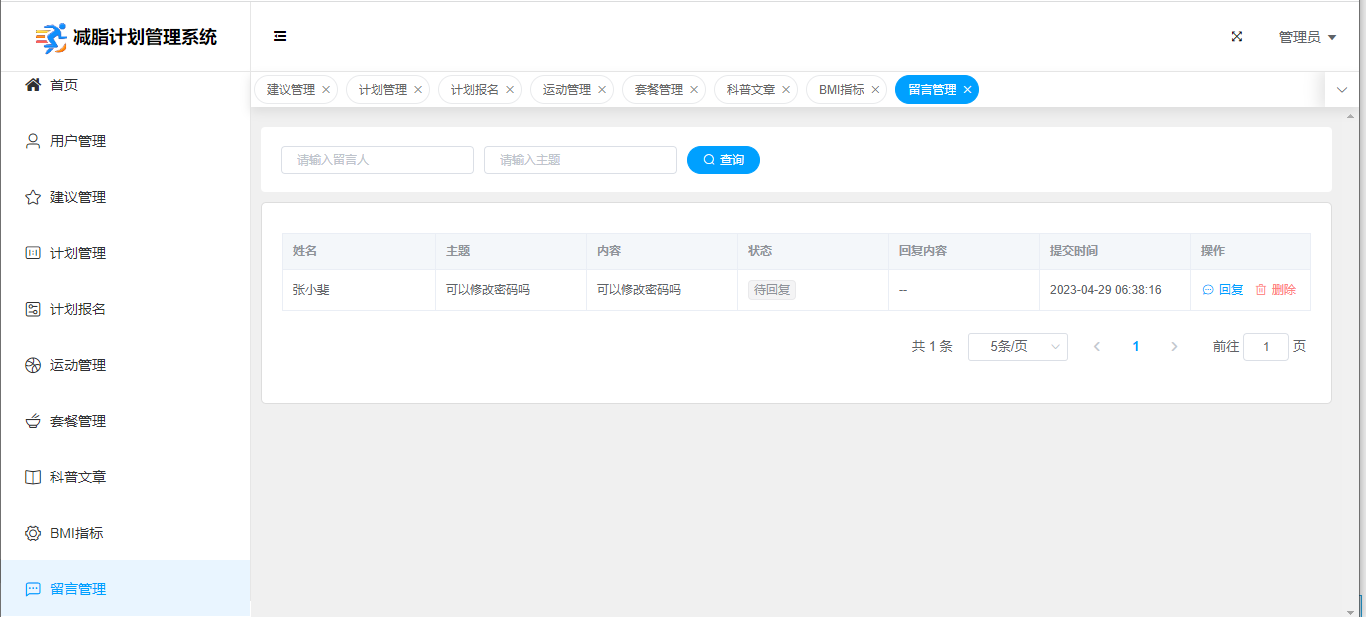 减脂计划管理系统
管理员
首页
用户管理
建议管理
计划管理
计划报名
运动管理
套餐管理
科普文章
BMI指标
留言管理
建议管理 计划管理 计划报名 运动管理 套餐管理 科普文章 BMI指标 留言管理
请输入留言人 请输入主题 查询
姓名 主题 内容 状态 回复内容 提交时间 操作
张小斐 可以修改密码吗 可以修改密码吗 待回复 -- 2023-04-29 06:38:16 回复 删除
共 1 条 5条/页 1 前往 1 页